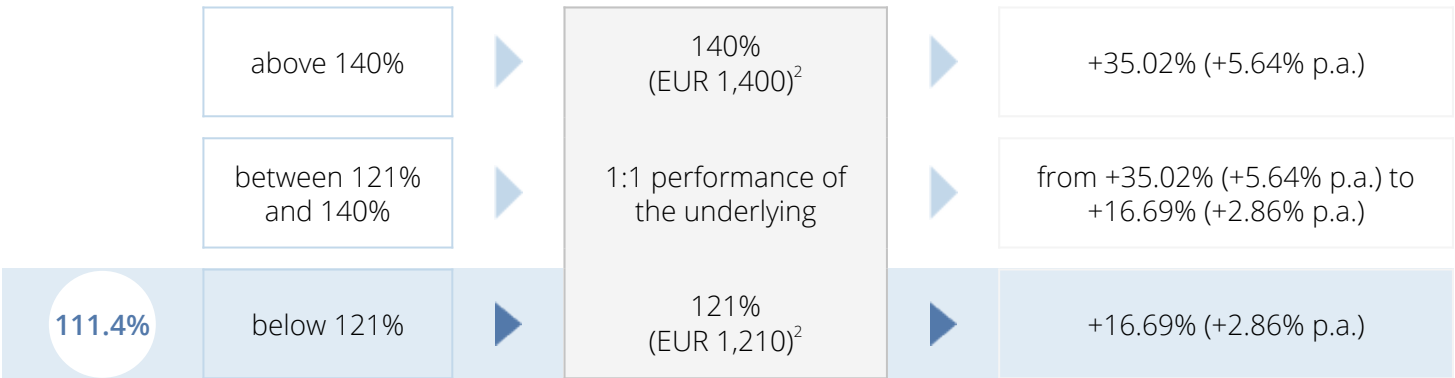 above 140%
140%
(EUR 1,400)²
+35.02% (+5.64% p.a.)
between 121%
and 140%
1:1 performance of
the underlying
from +35.02% (+5.64% p.a.) to
+16.69% (+2.86% p.a.)
111.4%
below 121%
121%
(EUR 1,210)²
+16.69% (+2.86% p.a.)